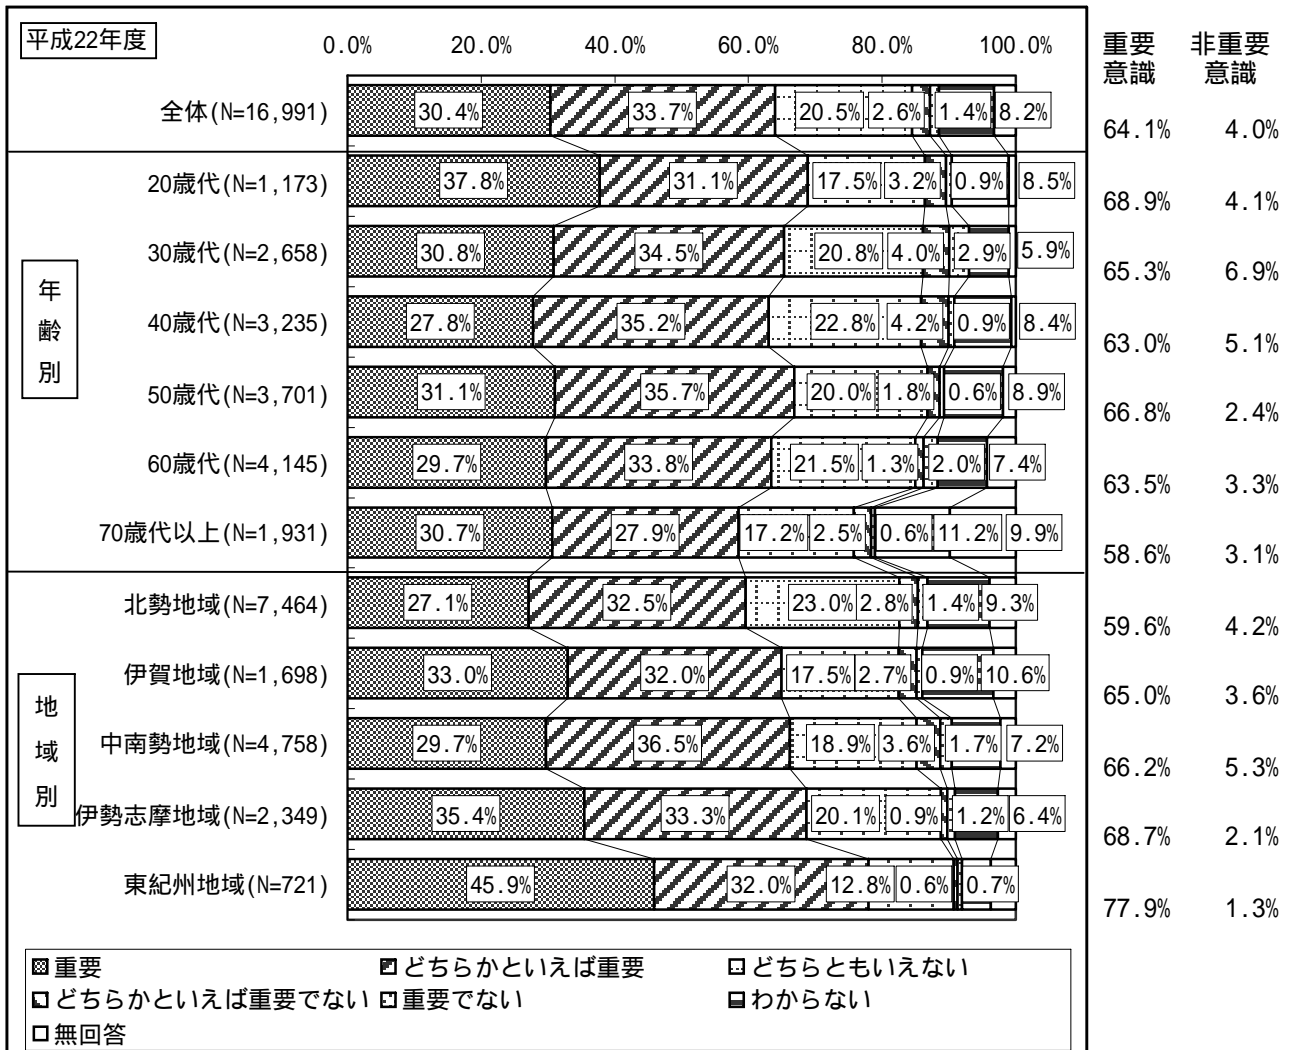 平成22年度
0.0% 20.0% 40.0% 60.0% 80.0% 100.0%
重要意識 非重要意識
全体(N=16,991) 30.4% 33.7% 20.5% 2.6% 1.4% 8.2% 64.1% 4.0%
年齢別
20歳代(N=1,173) 37.8% 31.1% 17.5% 3.2% 0.9% 8.5% 68.9% 4.1%
30歳代(N=2,658) 30.8% 34.5% 20.8% 4.0% 2.9% 5.9% 65.3% 6.9%
40歳代(N=3,235) 27.8% 35.2% 22.8% 4.2% 0.9% 8.4% 63.0% 5.1%
50歳代(N=3,701) 31.1% 35.7% 20.0% 1.8% 0.6% 8.9% 66.8% 2.4%
60歳代(N=4,145) 29.7% 33.8% 21.5% 1.3% 2.0% 7.4% 63.5% 3.3%
70歳代以上(N=1,931) 30.7% 27.9% 17.2% 2.5% 0.6% 11.2% 9.9% 58.6% 3.1%
地域別
北勢地域(N=7,464) 27.1% 32.5% 23.0% 2.8% 1.4% 9.3% 59.6% 4.2%
伊賀地域(N=1,698) 33.0% 32.0% 17.5% 2.7% 0.9% 10.6% 65.0% 3.6%
中南勢地域(N=4,758) 29.7% 36.5% 18.9% 3.6% 1.7% 7.2% 66.2% 5.3%
伊勢志摩地域(N=2,349) 35.4% 33.3% 20.1% 0.9% 1.2% 6.4% 68.7% 2.1%
東紀州地域(N=721) 45.9% 32.0% 12.8% 0.6% 0.7% 77.9% 1.3%
重要 どちらかといえば重要 どちらともいえない
どちらかといえば重要でない 重要でない わからない
無回答